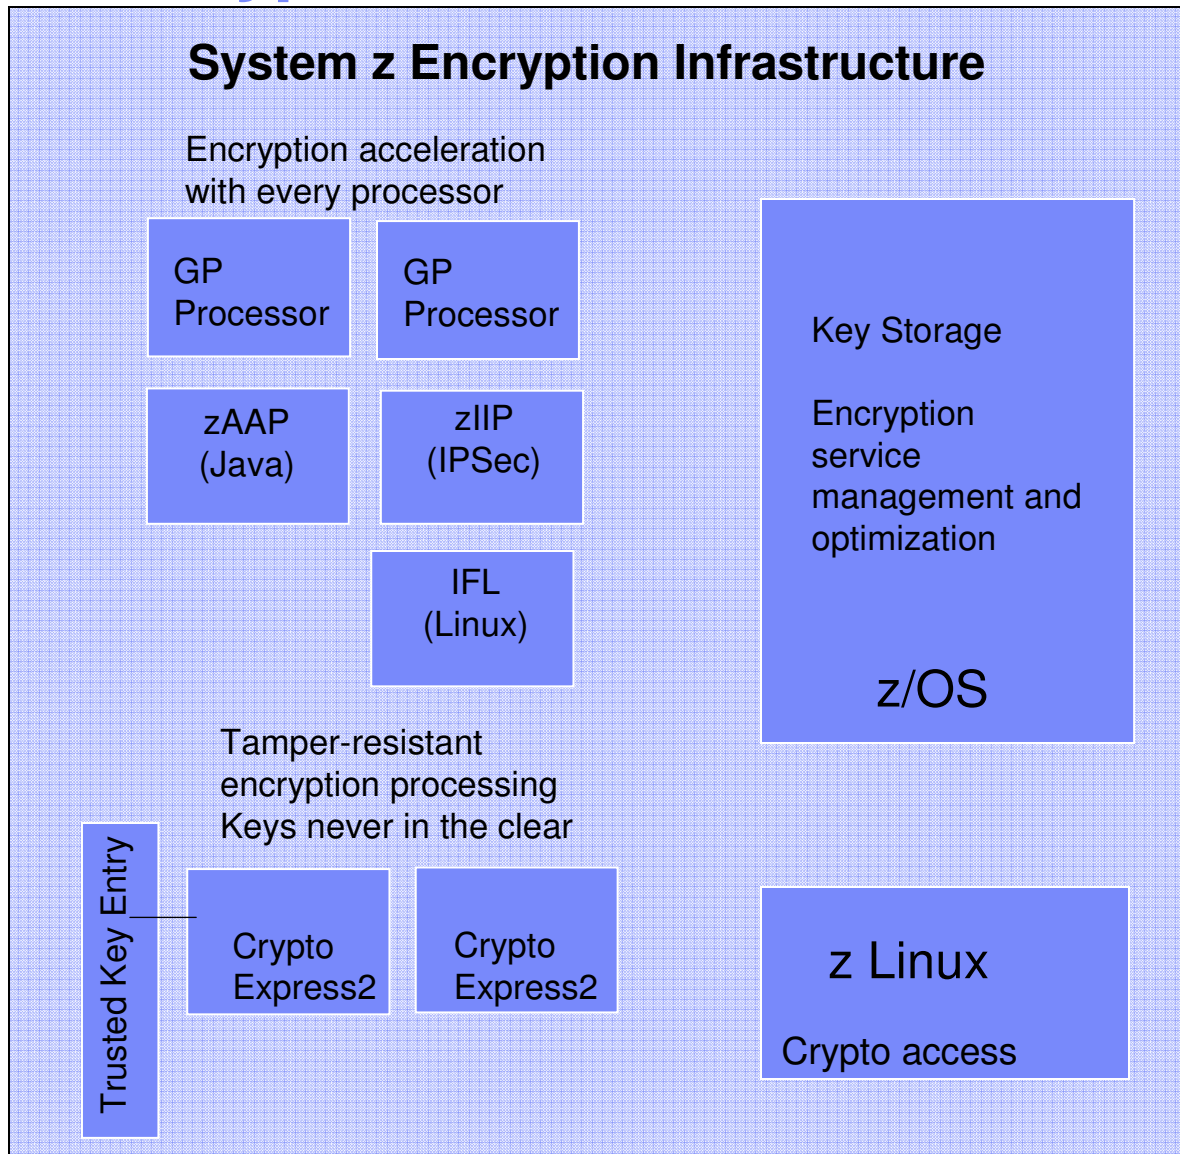 System z Encryption Infrastructure
Encryption acceleration
with every processor
GP
Processor
GP
Processor
zAAP
(Java)
zIIP
(IPSec)
IFL
(Linux)
Key Storage
Encryption
service
management and
optimization
z/OS
Tamper-resistant
encryption processing
Keys never in the clear
Trusted Key Entry
Crypto
Express2
Crypto
Express2
z Linux
Crypto access